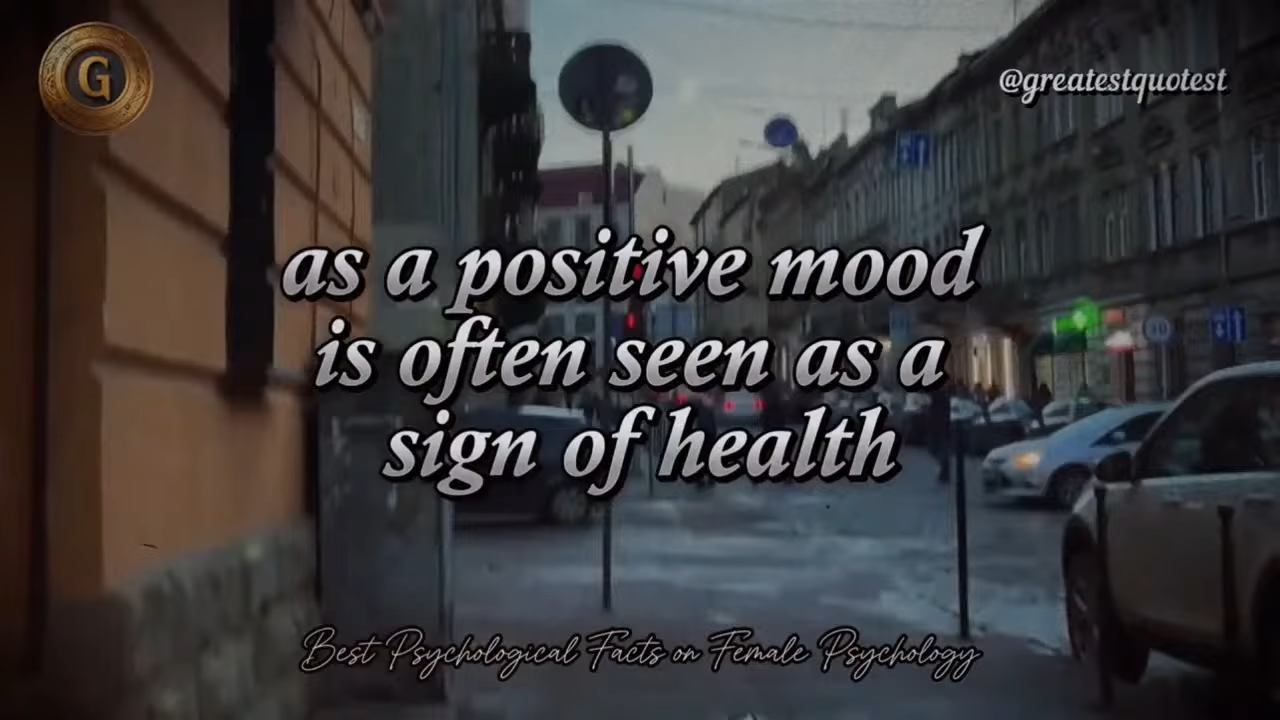 G
@greatestquotest
as a positive mood
is often seen as a
sign of health
Best Psychological Facts on Female Psychology